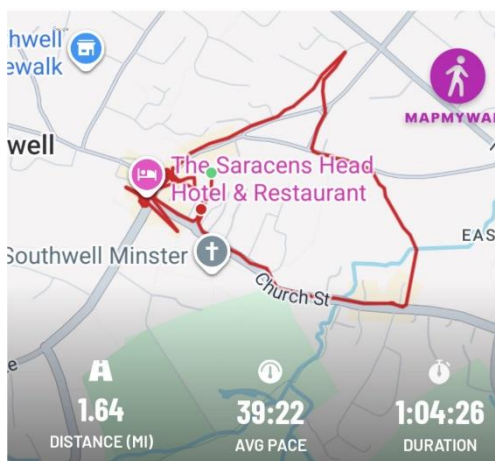 hwell
ewalk
MAPMYWAL
well
The Saracens Head
Hotel & Restaurant
EAS
Southwell Minster
Church St
e
1.64
39:22
1:04:26
DISTANCE (MI)
AVG PACE
DURATION